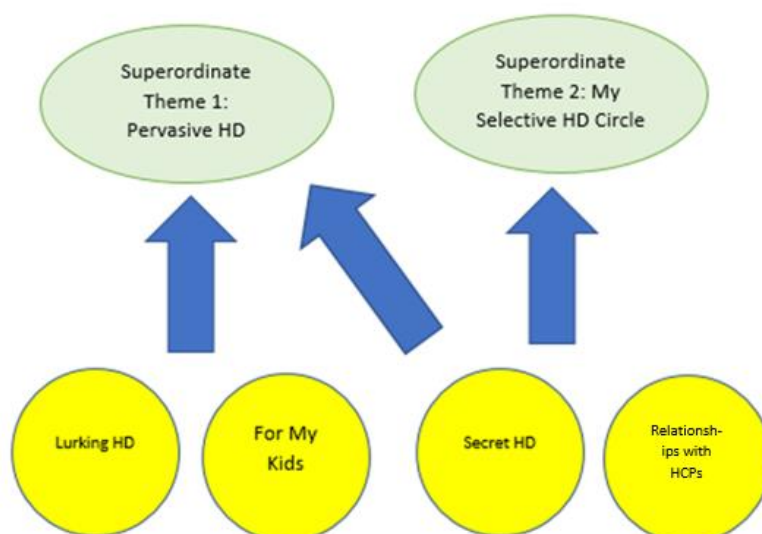 Superordinate
Theme 1:
Pervasive HD
Superordinate
Theme 2: My
Selective HD Circle
Lurking HD
For My
Kids
Secret HD
Relationsh-
ips with
HCPs